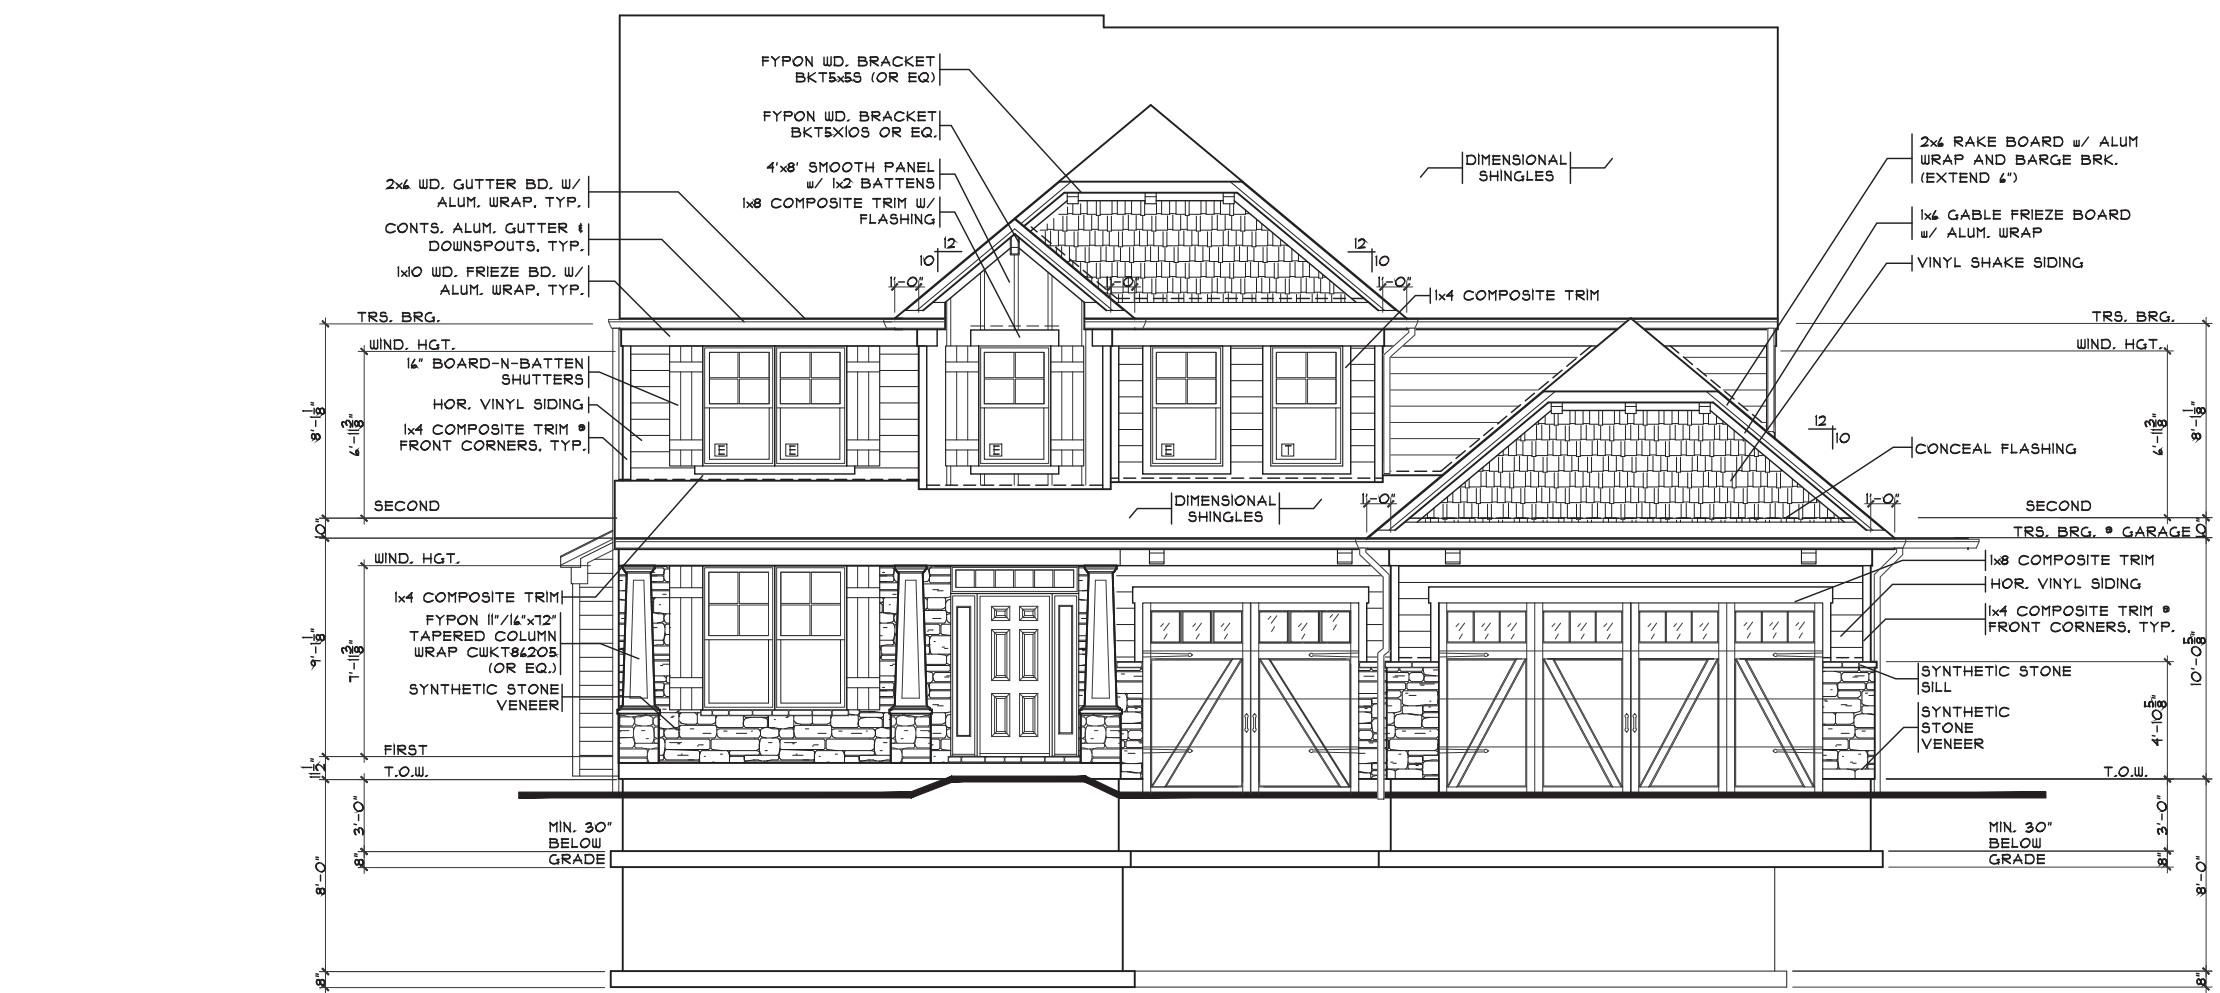 FYPON WD. BRACKET
BKT5x5S (OR EQ)
FYPON WD. BRACKET
BKT5X10S OR EQ.
4'x8' SMOOTH PANEL
w/ 1x2 BATTENS
1x8 COMPOSITE TRIM W/
FLASHING
2x6 WD. GUTTER BD. W/
ALUM. WRAP, TYP.
CONTS. ALUM. GUTTER &
DOWNSPOUTS, TYP.
1x10 WD. FRIEZE BD. W/
ALUM. WRAP, TYP.
DIMENSIONAL
SHINGLES
2x6 RAKE BOARD w/ ALUM
WRAP AND BARGE BRK.
(EXTEND 6")
1x6 GABLE FRIEZE BOARD
w/ ALUM. WRAP
VINYL SHAKE SIDING
12
10
12
10
1'-0"
1'-0"
1'-0"
1x4 COMPOSITE TRIM
TRS. BRG.
TRS. BRG.
WIND. HGT.
WIND. HGT.
16" BOARD-N-BATTEN
SHUTTERS
HOR. VINYL SIDING
1x4 COMPOSITE TRIM @
FRONT CORNERS, TYP.
8'-1 1/8"
6'-11 3/8"
E
E
E
E
T
12
10
6'-11 3/8"
8'-1 1/8"
CONCEAL FLASHING
DIMENSIONAL
SHINGLES
1'-0"
1'-0"
SECOND
SECOND
10"
10"
TRS. BRG. @ GARAGE
WIND. HGT.
1x8 COMPOSITE TRIM
HOR. VINYL SIDING
1x4 COMPOSITE TRIM @
FRONT CORNERS, TYP.
1x4 COMPOSITE TRIM
FYPON 11"/16"x72"
TAPERED COLUMN
WRAP CWKT86205
(OR EQ.)
SYNTHETIC STONE
VENEER
9'-1 1/8"
7'-11 3/8"
SYNTHETIC STONE
SILL
SYNTHETIC
STONE
VENEER
10'-0 5/8"
4'-10 5/8"
FIRST
T.O.W.
T.O.W.
11 1/2"
3'-0"
3'-0"
MIN. 30"
BELOW
GRADE
MIN. 30"
BELOW
GRADE
8"
8"
8'-0"
8'-0"
8"
8"